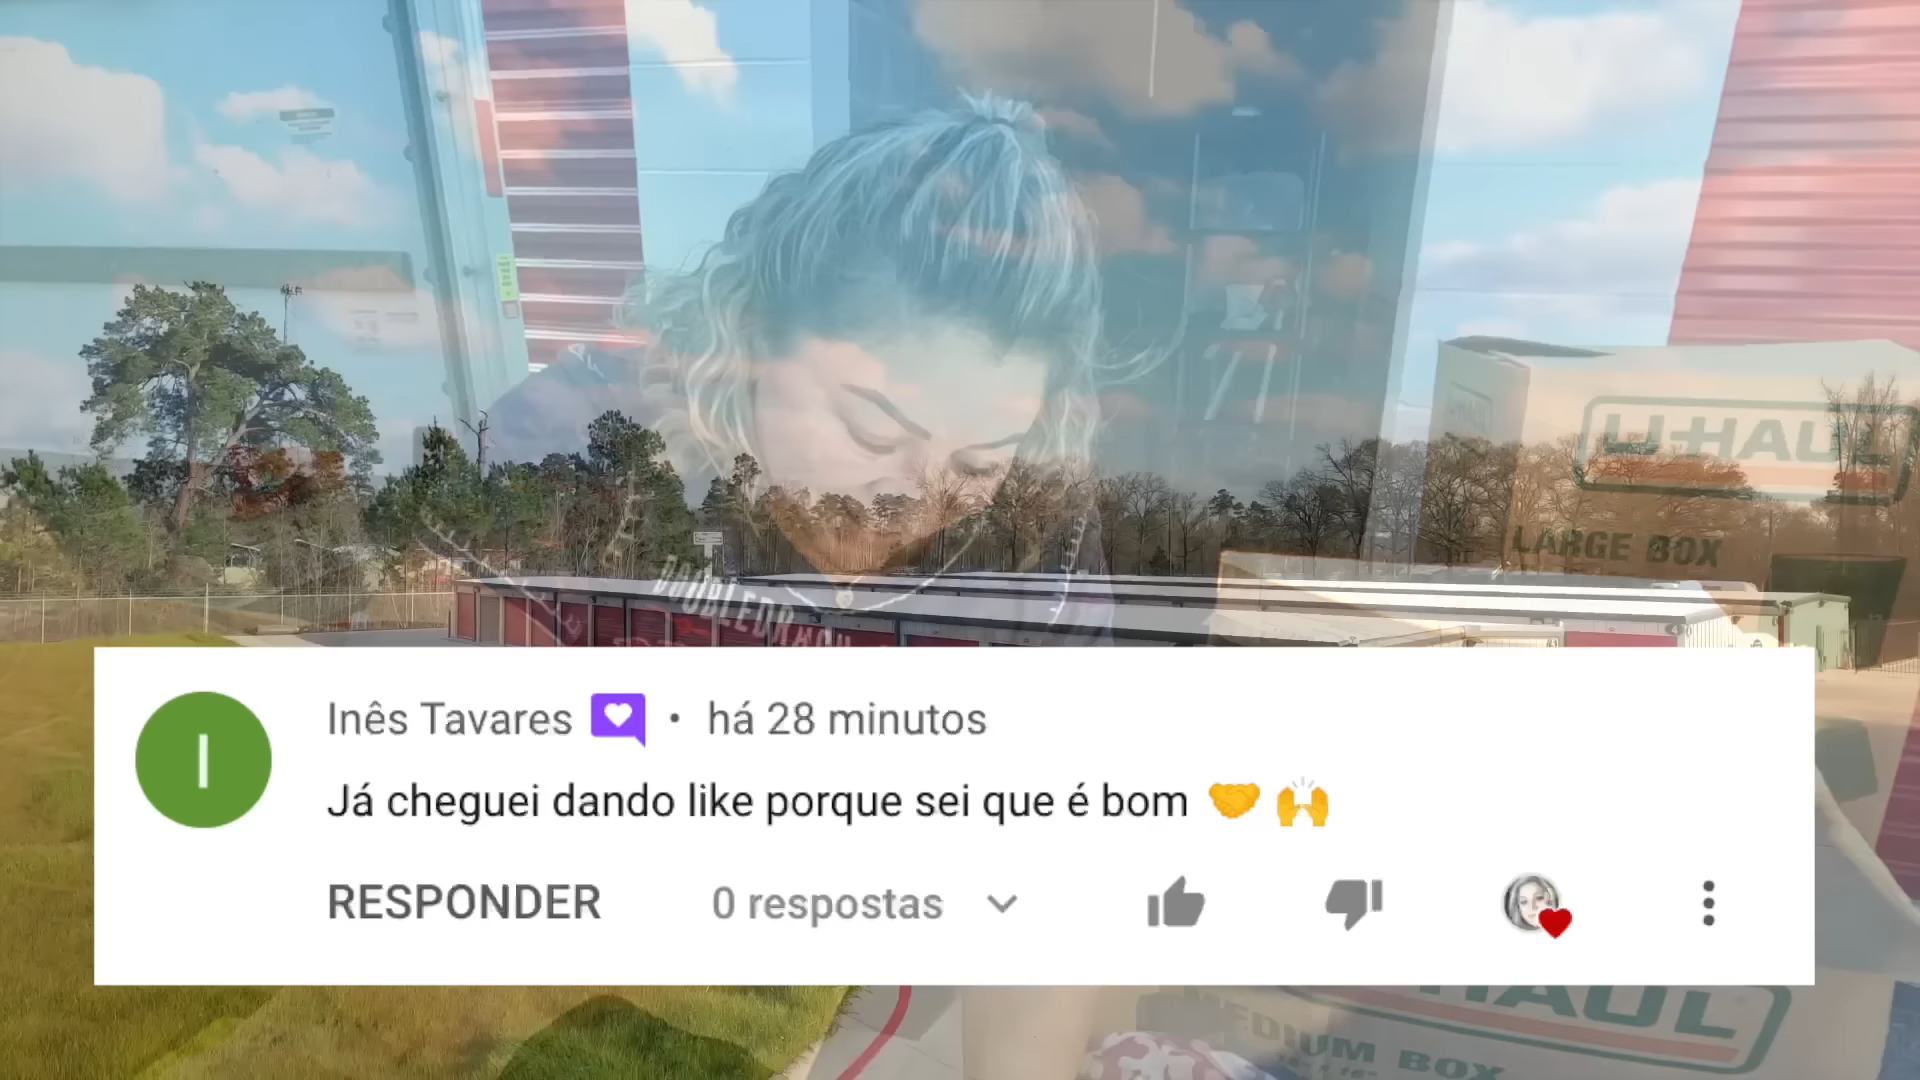 U-HAUL
LARGE BOX
Inês Tavares • há 28 minutos
I
Já cheguei dando like porque sei que é bom 🤝 🙌
RESPONDER 0 respostas
U-HAUL
MEDIUM BOX